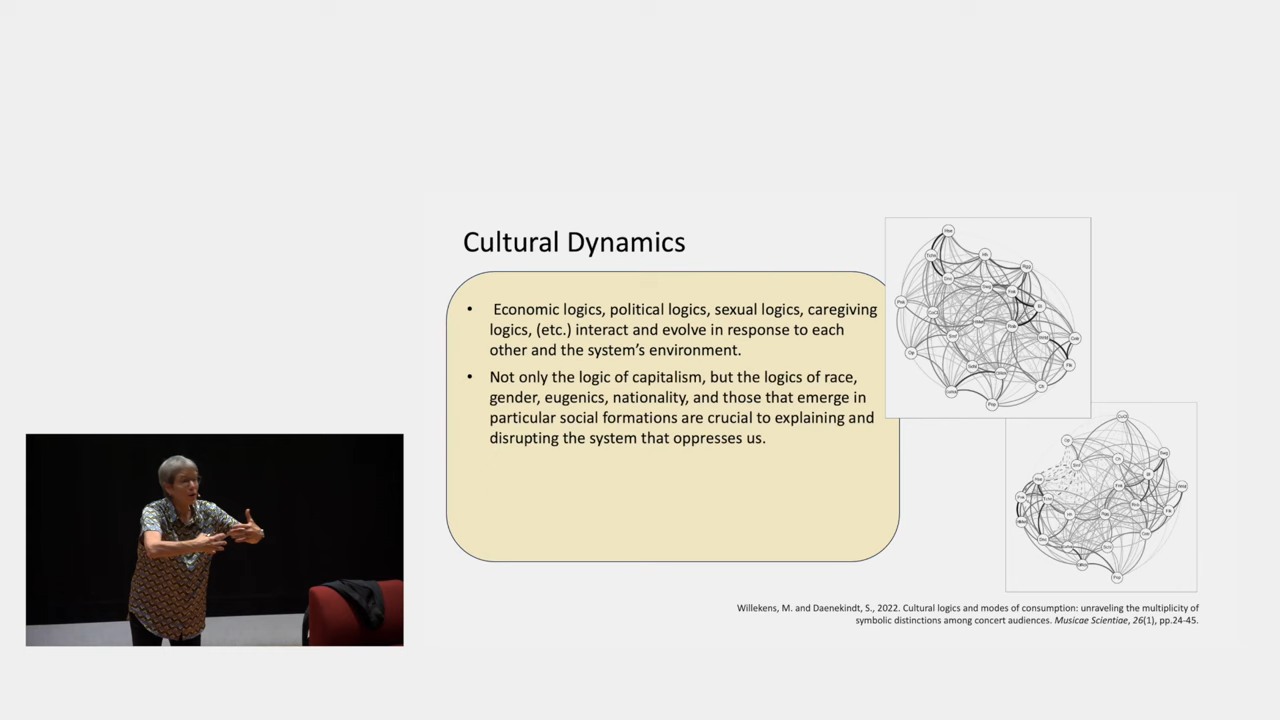 Cultural Dynamics
• Economic logics, political logics, sexual logics, caregiving
logics, (etc.) interact and evolve in response to each
other and the system's environment.
• Not only the logic of capitalism, but the logics of race,
gender, eugenics, nationality, and those that emerge in
particular social formations are crucial to explaining and
disrupting the system that oppresses us.
Willekens, M. and Daenekindt, S., 2022. Cultural logics and modes of consumption: unraveling the multiplicity of
symbolic distinctions among concert audiences. Musicae Scientiae, 26(1), pp.24-45.